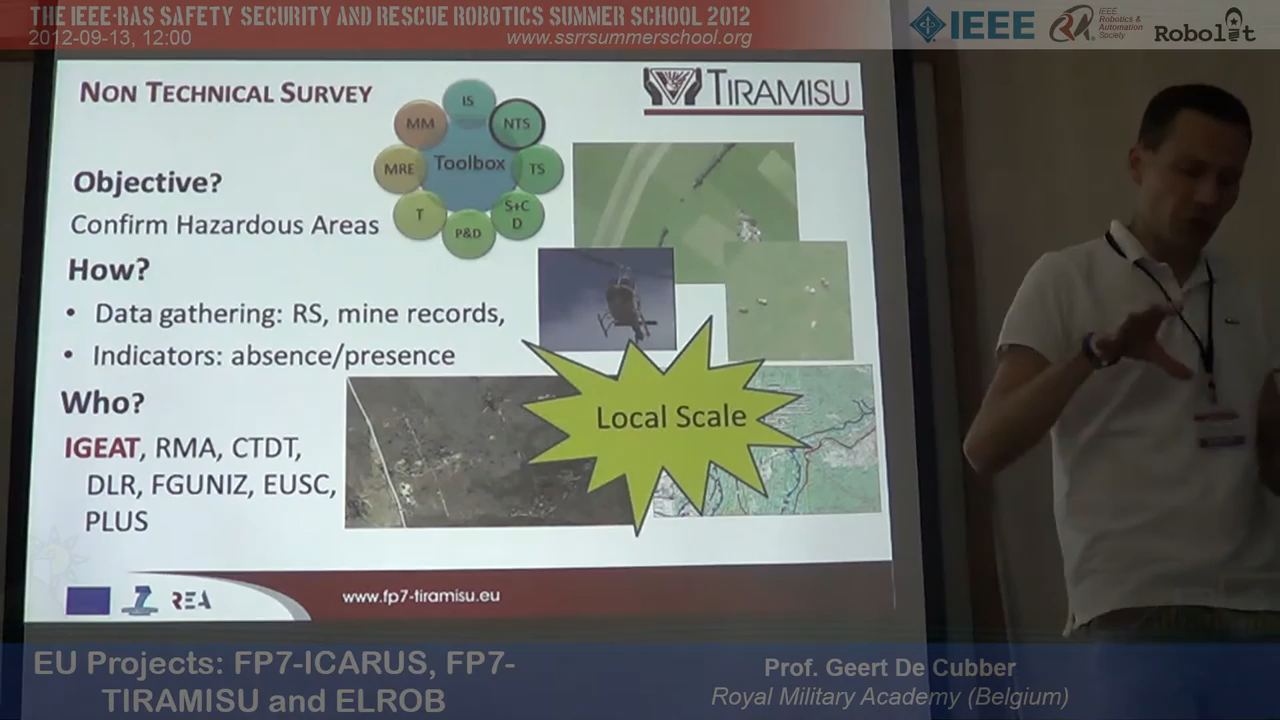 THE IEEE-RAS SAFETY SECURITY AND RESCUE ROBOTICS SUMMER SCHOOL 2012
2012-09-13, 12:00
www.ssrrsummerschool.org
IEEE
IEEE
Robotics &
Automation
Society
Robolit
NON TECHNICAL SURVEY
TIRAMISU
IS
MM
NTS
MRE
Toolbox
TS
T
S+C
D
P&D
Objective?
Confirm Hazardous Areas
How?
• Data gathering: RS, mine records,
• Indicators: absence/presence
Who?
IGEAT, RMA, CTDT,
DLR, FGUNIZ, EUSC,
PLUS
Local Scale
REA
www.fp7-tiramisu.eu
EU Projects: FP7-ICARUS, FP7-
TIRAMISU and ELROB
Prof. Geert De Cubber
Royal Military Academy (Belgium)